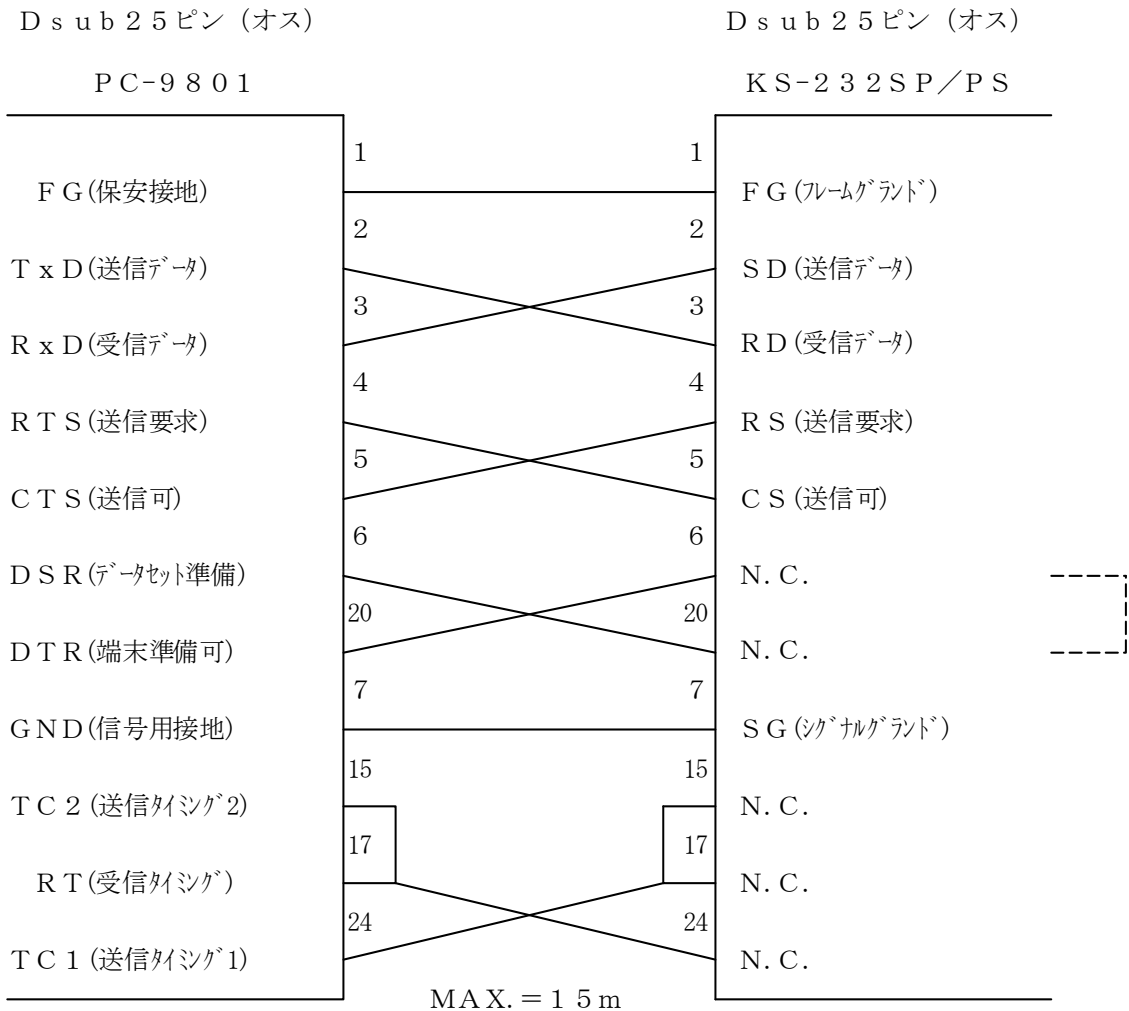 Dsub25ピン（オス） Dsub25ピン（オス）
PC-9801 KS-232SP／PS
1 1
FG(保安接地) FG(ﾌﾚｰﾑｸﾞﾗﾝﾄﾞ)
2 2
TxD(送信ﾃﾞｰﾀ) SD(送信ﾃﾞｰﾀ)
3 3
RxD(受信ﾃﾞｰﾀ) RD(受信ﾃﾞｰﾀ)
4 4
RTS(送信要求) RS(送信要求)
5 5
CTS(送信可) CS(送信可)
6 6
DSR(ﾃﾞｰﾀｾｯﾄ準備) N.C.
20 20
DTR(端末準備可) N.C.
7 7
GND(信号用接地) SG(ｼｸﾞﾅﾙｸﾞﾗﾝﾄﾞ)
15 15
TC2(送信ﾀｲﾐﾝｸﾞ2) N.C.
17 17
RT(受信ﾀｲﾐﾝｸﾞ) N.C.
24 24
TC1(送信ﾀｲﾐﾝｸﾞ1) N.C.
MAX.＝15m